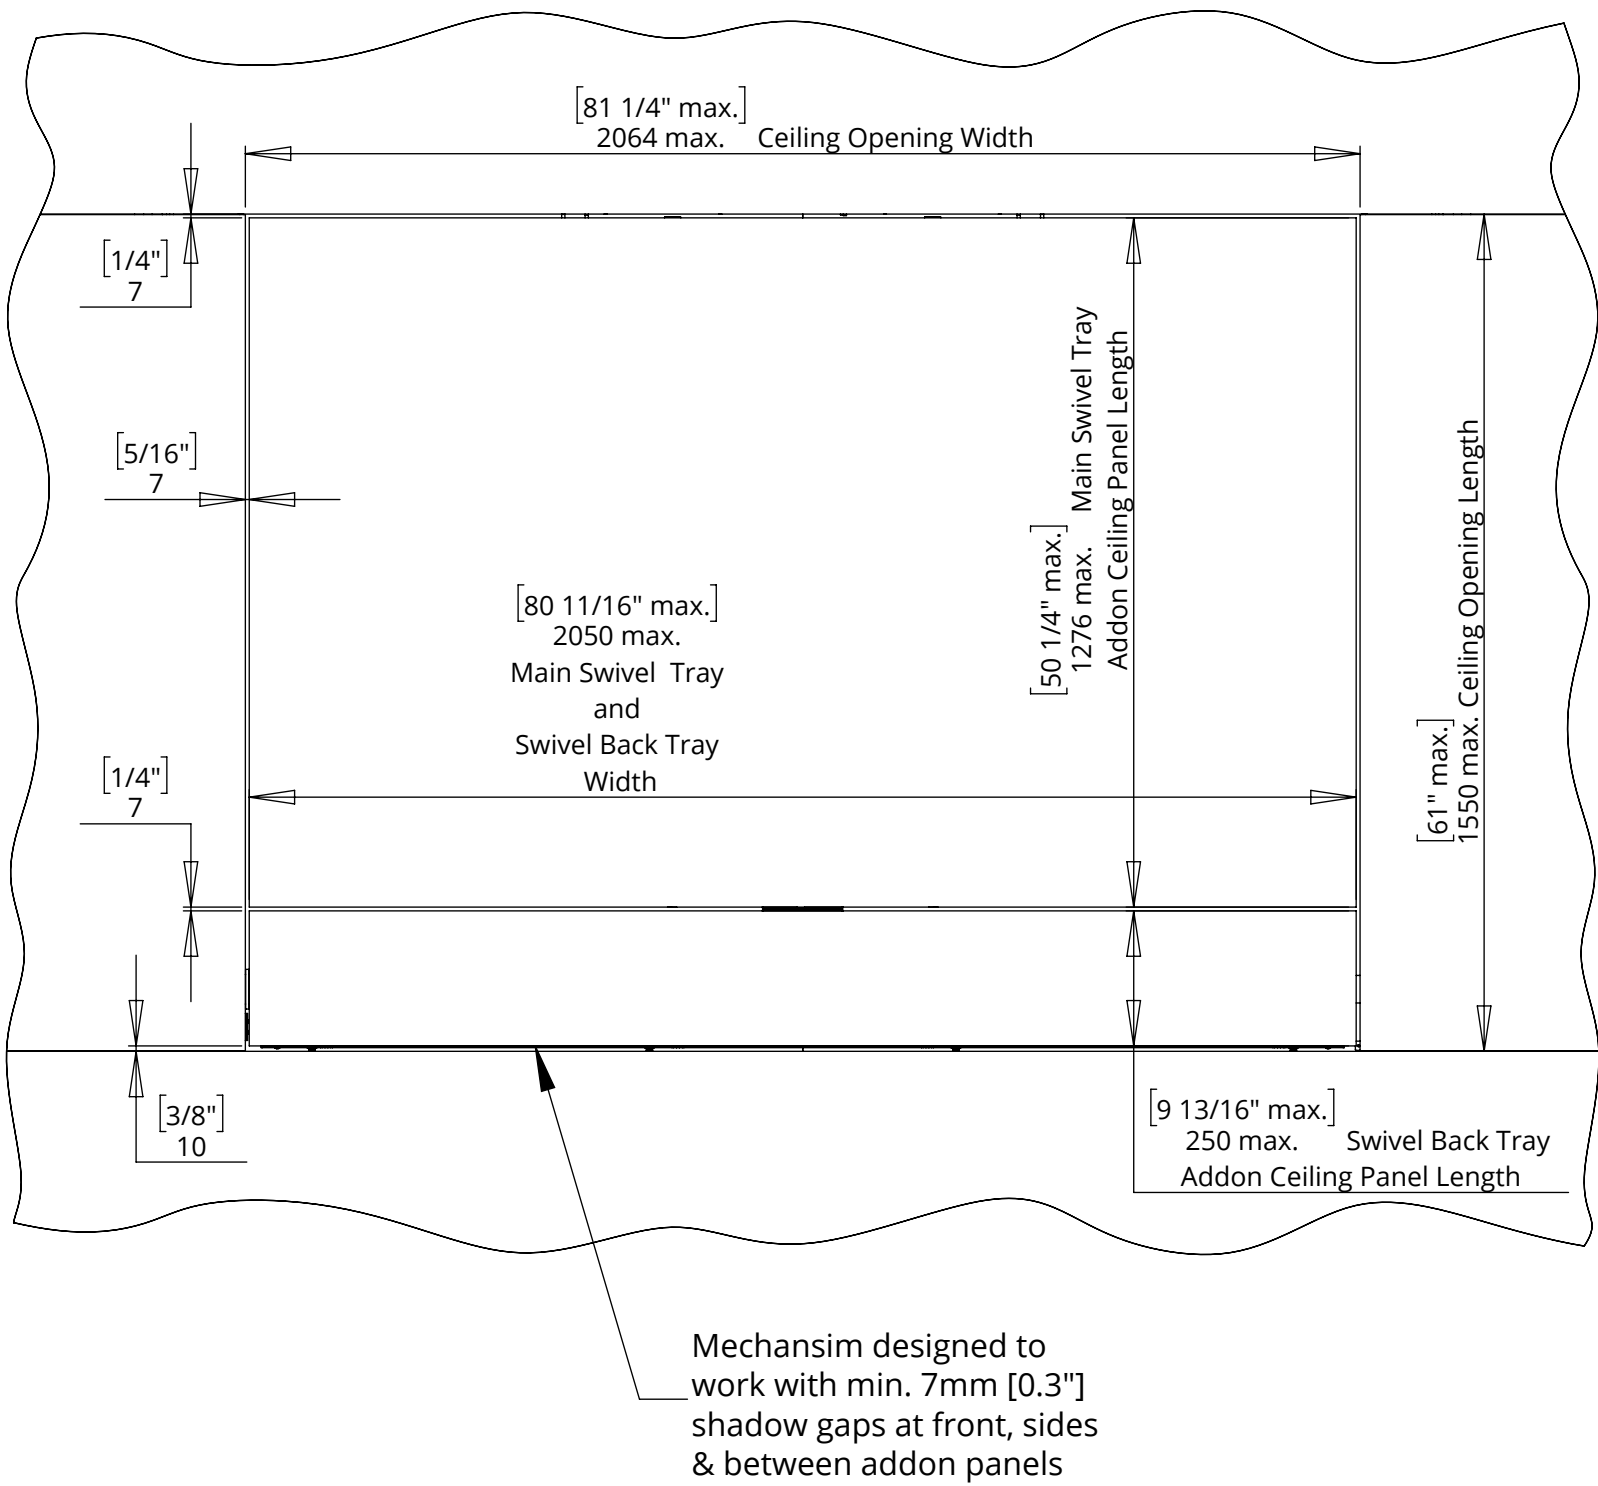 [81 1/4" max.]
2064 max. Ceiling Opening Width
[1/4"]
7
[5/16"]
7
[80 11/16" max.]
2050 max.
Main Swivel Tray
and
Swivel Back Tray
Width
[50 1/4" max.]
1276 max. Main Swivel Tray
Addon Ceiling Panel Length
[61" max.]
1550 max. Ceiling Opening Length
[1/4"]
7
[3/8"]
10
[9 13/16" max.]
250 max. Swivel Back Tray
Addon Ceiling Panel Length
Mechansim designed to
work with min. 7mm [0.3"]
shadow gaps at front, sides
& between addon panels